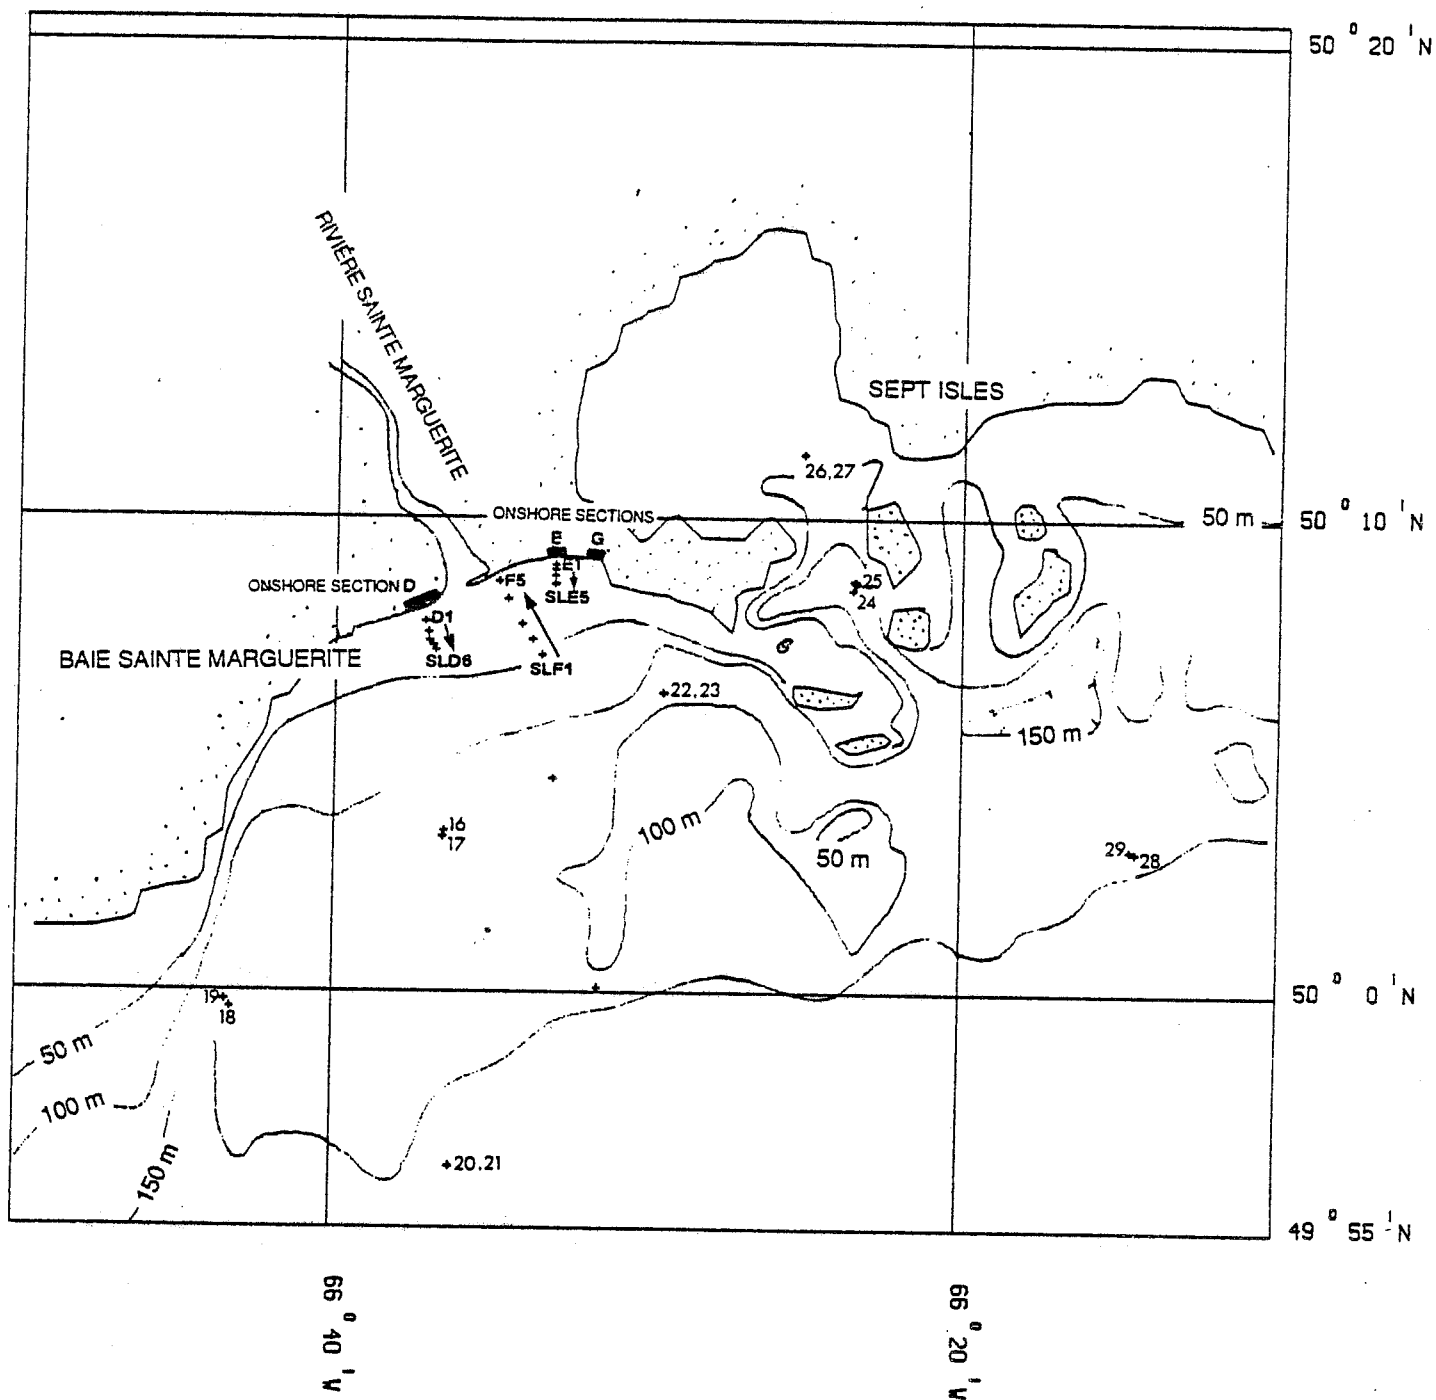 50 ° 20 ' N
RIVIÉRE SAINTE MARGUERITE
SEPT ISLES
26,27
ONSHORE SECTIONS
50 m
50 ° 10 ' N
E G
E1
F5
25
24
ONSHORE SECTION D
SLE5
D1
SLD6
SLF1
BAIE SAINTE MARGUERITE
22,23
150 m
16
17
100 m
50 m
29
28
19
18
50 ° 0 ' N
50 m
100 m
150 m
20,21
49 ° 55 ' N
66 ° 40 ' W
66 ° 20 ' W